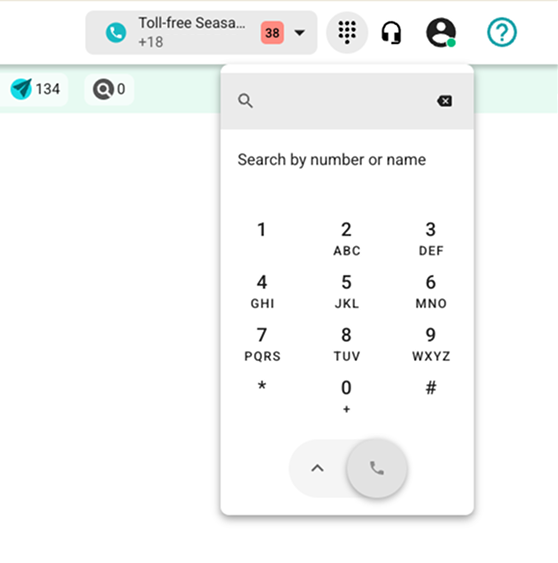 Toll-free Seasa...
+18
38
134
0
Search by number or name
1
2
ABC
3
DEF
4
GHI
5
JKL
6
MNO
7
PQRS
8
TUV
9
WXYZ
*
0
+
#